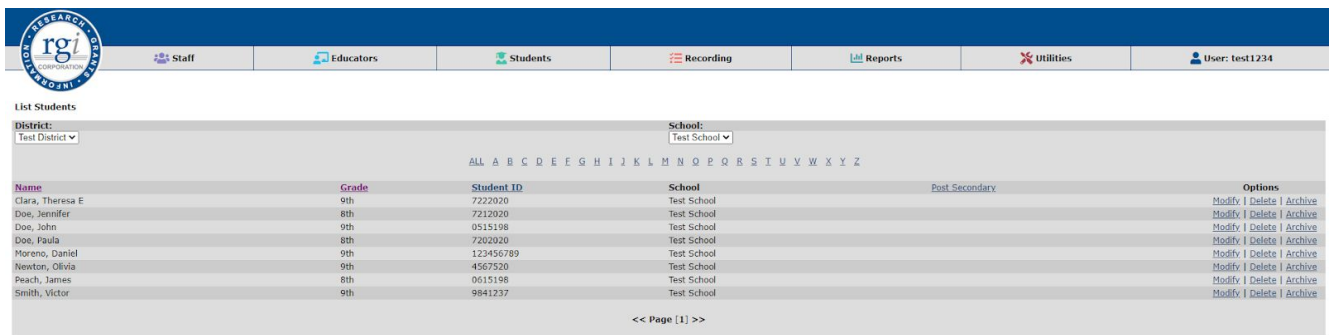 RESEARCH • GRANTS • INFORMATION •
rgi
CORPORATION
Staff Educators Students Recording Reports Utilities User: test1234
List Students
District: School:
Test District Test School
ALL A B C D E F G H I J K L M N O P Q R S T U V W X Y Z
Name Grade Student ID School Post Secondary Options
Clara, Theresa E 9th 7222020 Test School Modify | Delete | Archive
Doe, Jennifer 8th 7212020 Test School Modify | Delete | Archive
Doe, John 9th 0515198 Test School Modify | Delete | Archive
Doe, Paula 8th 7202020 Test School Modify | Delete | Archive
Moreno, Daniel 9th 123456789 Test School Modify | Delete | Archive
Newton, Olivia 9th 4567520 Test School Modify | Delete | Archive
Peach, James 8th 0615198 Test School Modify | Delete | Archive
Smith, Victor 9th 9841237 Test School Modify | Delete | Archive
<< Page [1] >>